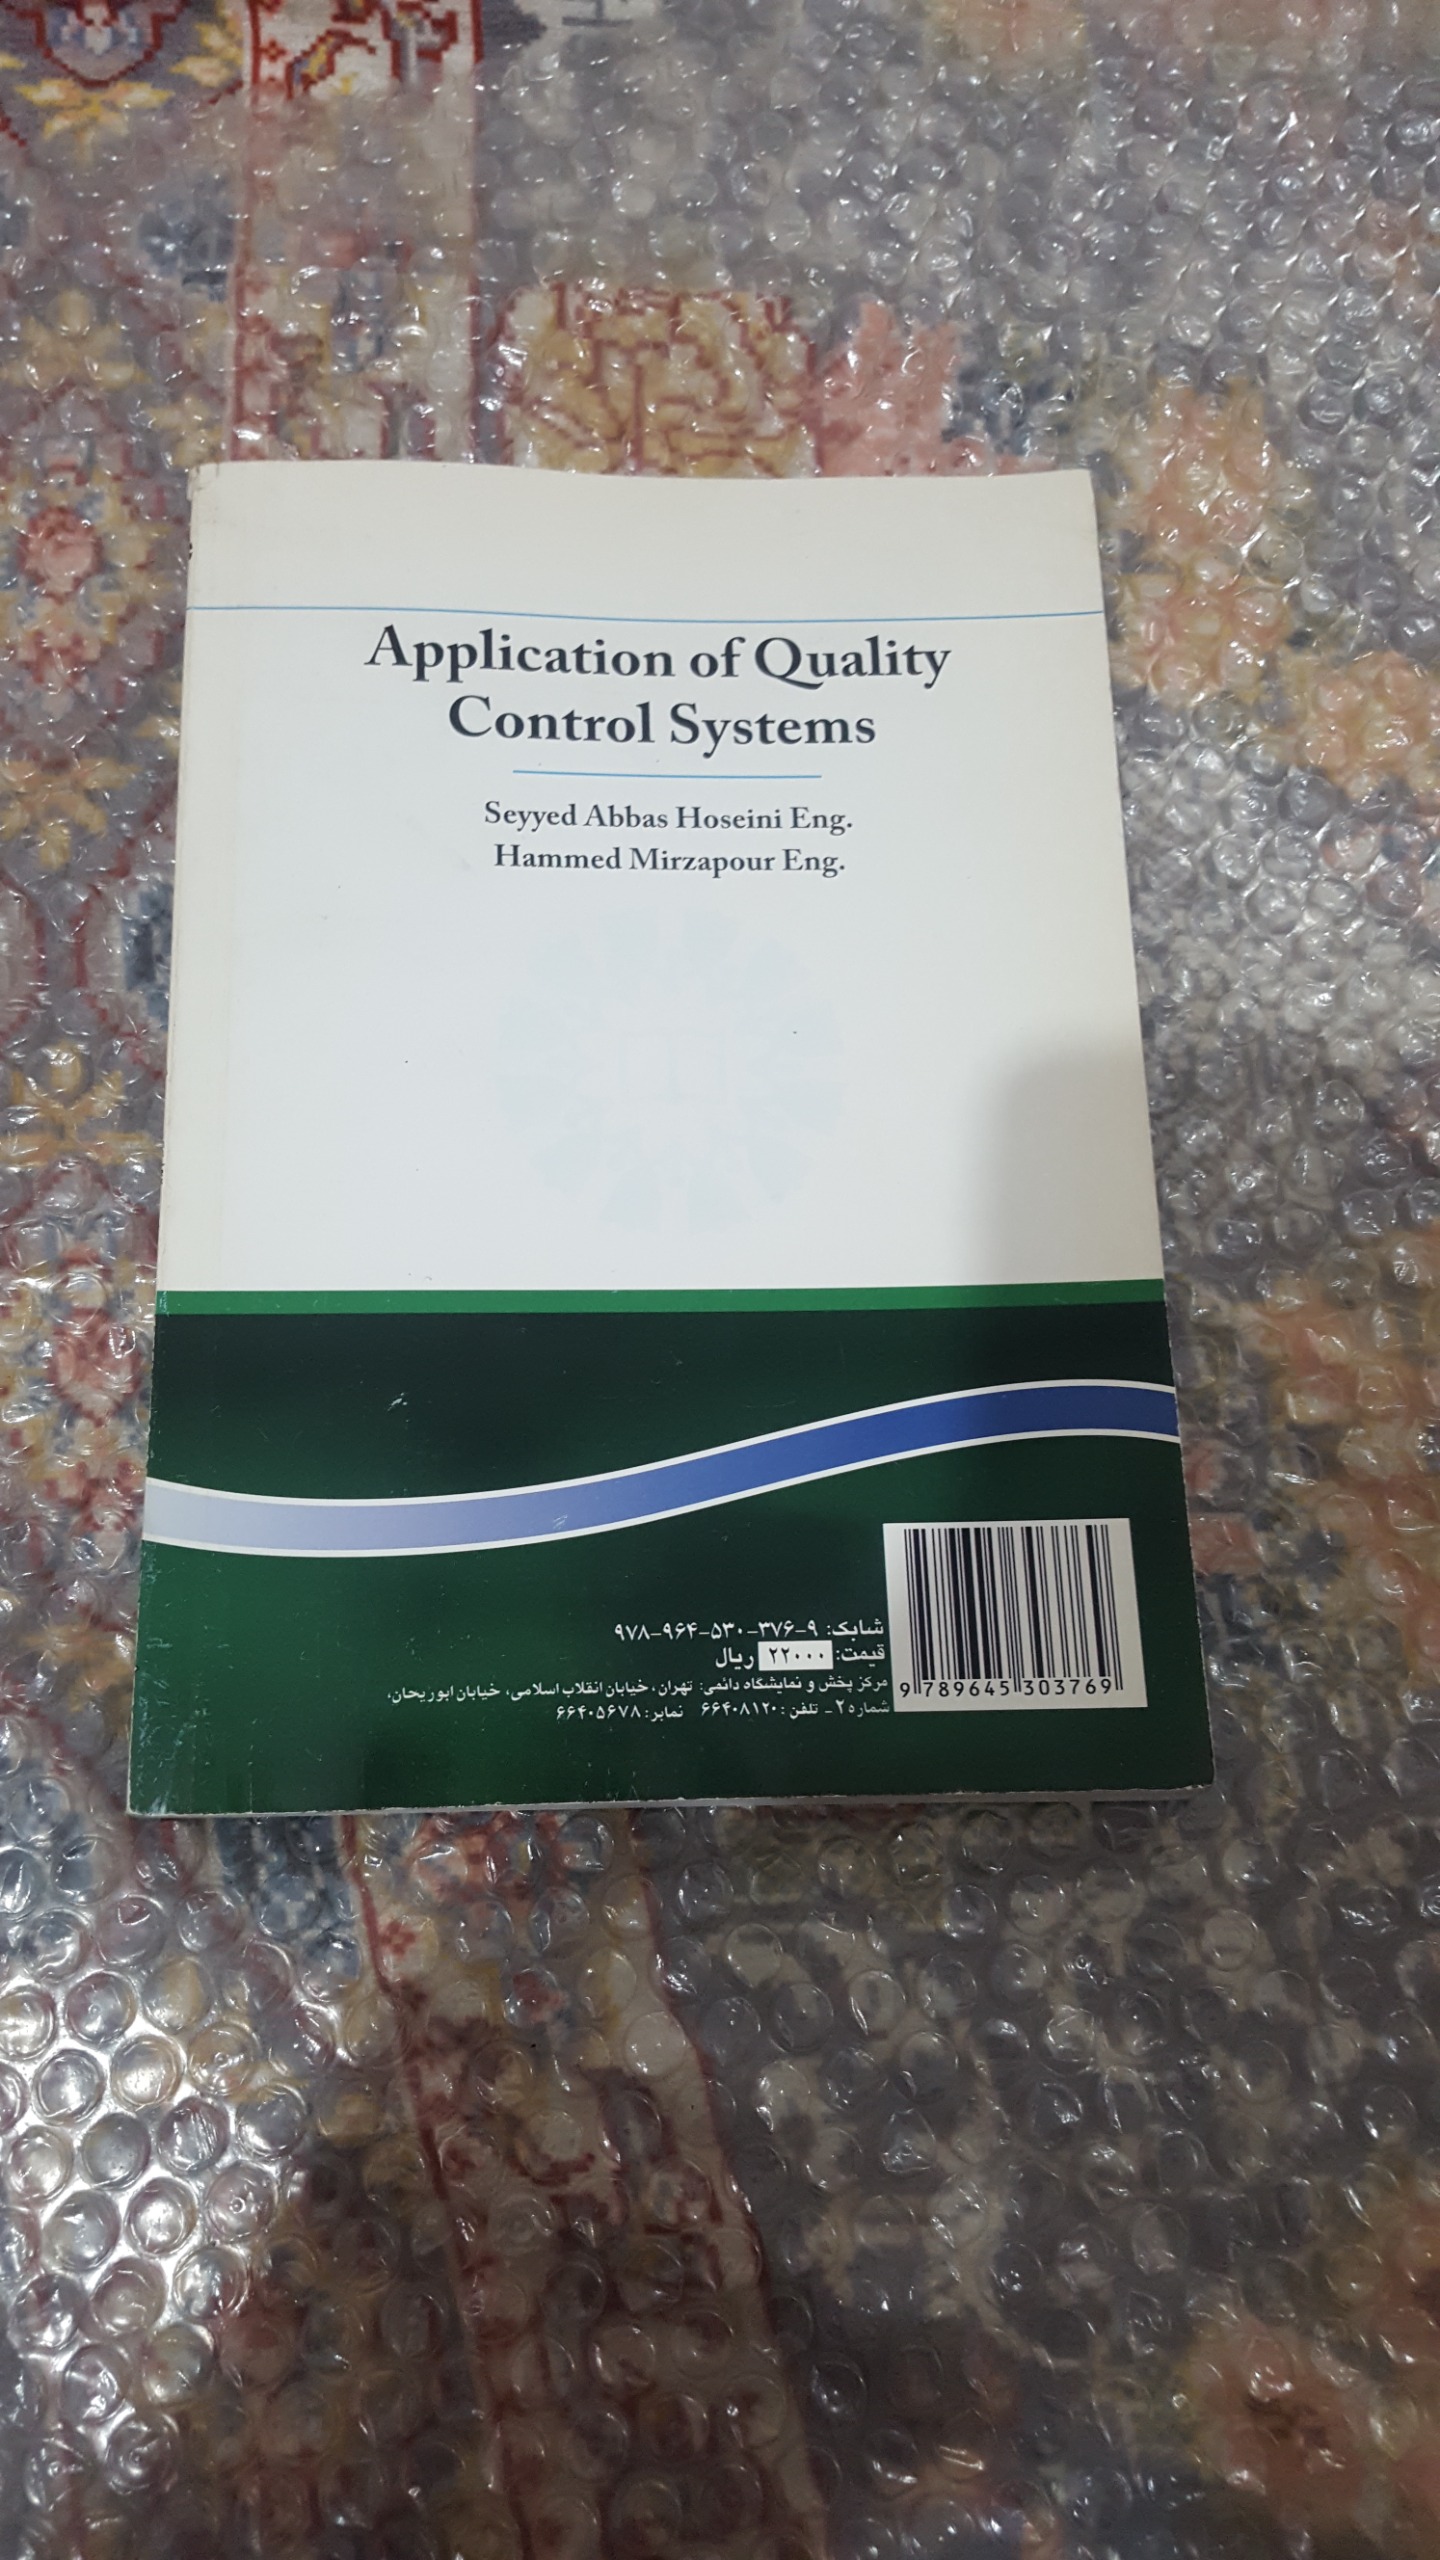 Application of Quality
Control Systems
Seyyed Abbas Hoseini Eng.
Hammed Mirzapour Eng.
شابک: ۹-۳۷۶-۵۳۰-۹۶۴-۹۷۸
قیمت: ۲۲۰۰۰ ریال
مرکز پخش و نمایشگاه دائمی: تهران، خیابان انقلاب اسلامی، خیابان ابوریحان،
شماره ۲ـ تلفن: ۶۶۴۰۸۱۲۰ نمابر: ۶۶۴۰۵۶۷۸
9 789645 303769